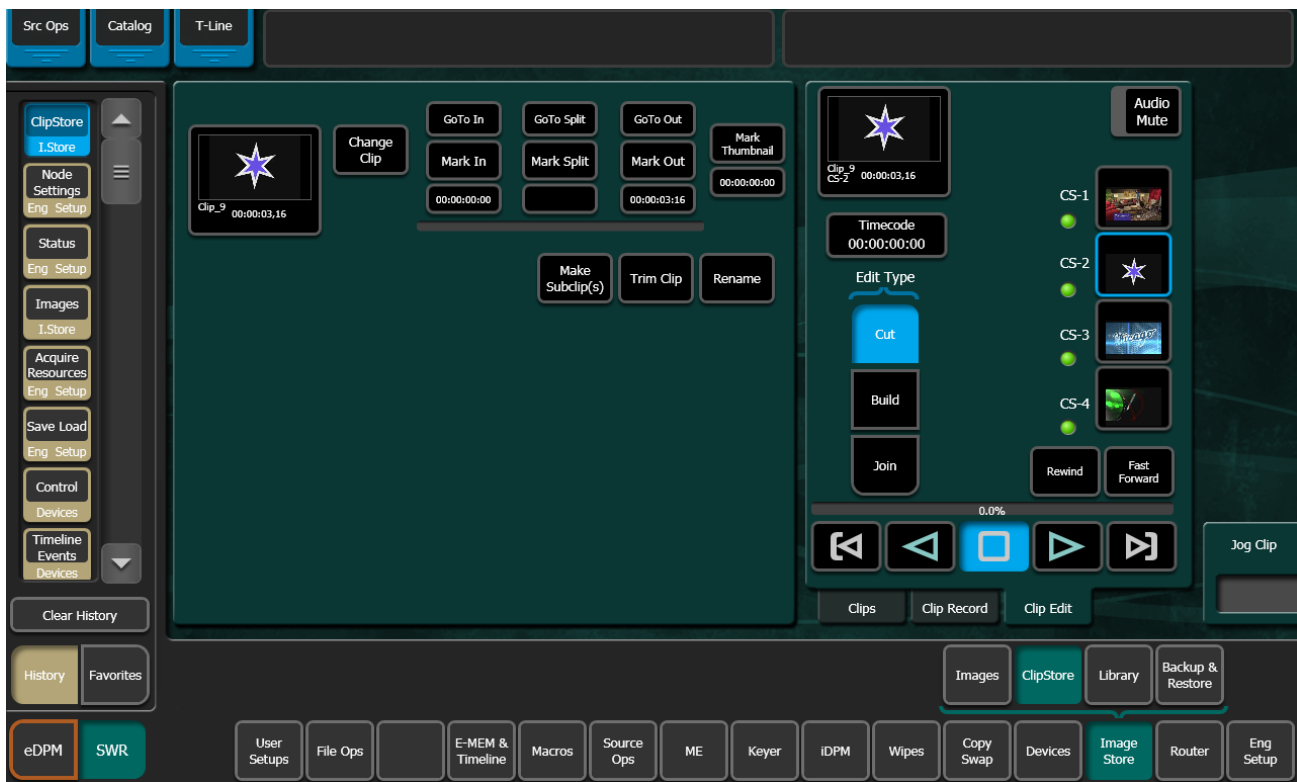 Src Ops
Catalog
T-Line
ClipStore
I.Store
Node
Settings
Eng Setup
Status
Eng Setup
Images
I.Store
Acquire
Resources
Eng Setup
Save Load
Eng Setup
Control
Devices
Timeline
Events
Devices
Clear History
History
Favorites
eDPM
SWR
Clip_9 00:00:03,16
Change
Clip
GoTo In
GoTo Split
GoTo Out
Mark In
Mark Split
Mark Out
Mark
Thumbnail
00:00:00:00
00:00:03:16
00:00:00:00
Make
Subclip(s)
Trim Clip
Rename
Clip_9
CS-2 00:00:03,16
Audio
Mute
Timecode
00:00:00:00
Edit Type
Cut
Build
Join
CS-1
CS-2
CS-3
Chicago
CS-4
Rewind
Fast
Forward
0.0%
Jog Clip
Clips
Clip Record
Clip Edit
Images
ClipStore
Library
Backup &
Restore
User
Setups
File Ops
E-MEM &
Timeline
Macros
Source
Ops
ME
Keyer
iDPM
Wipes
Copy
Swap
Devices
Image
Store
Router
Eng
Setup